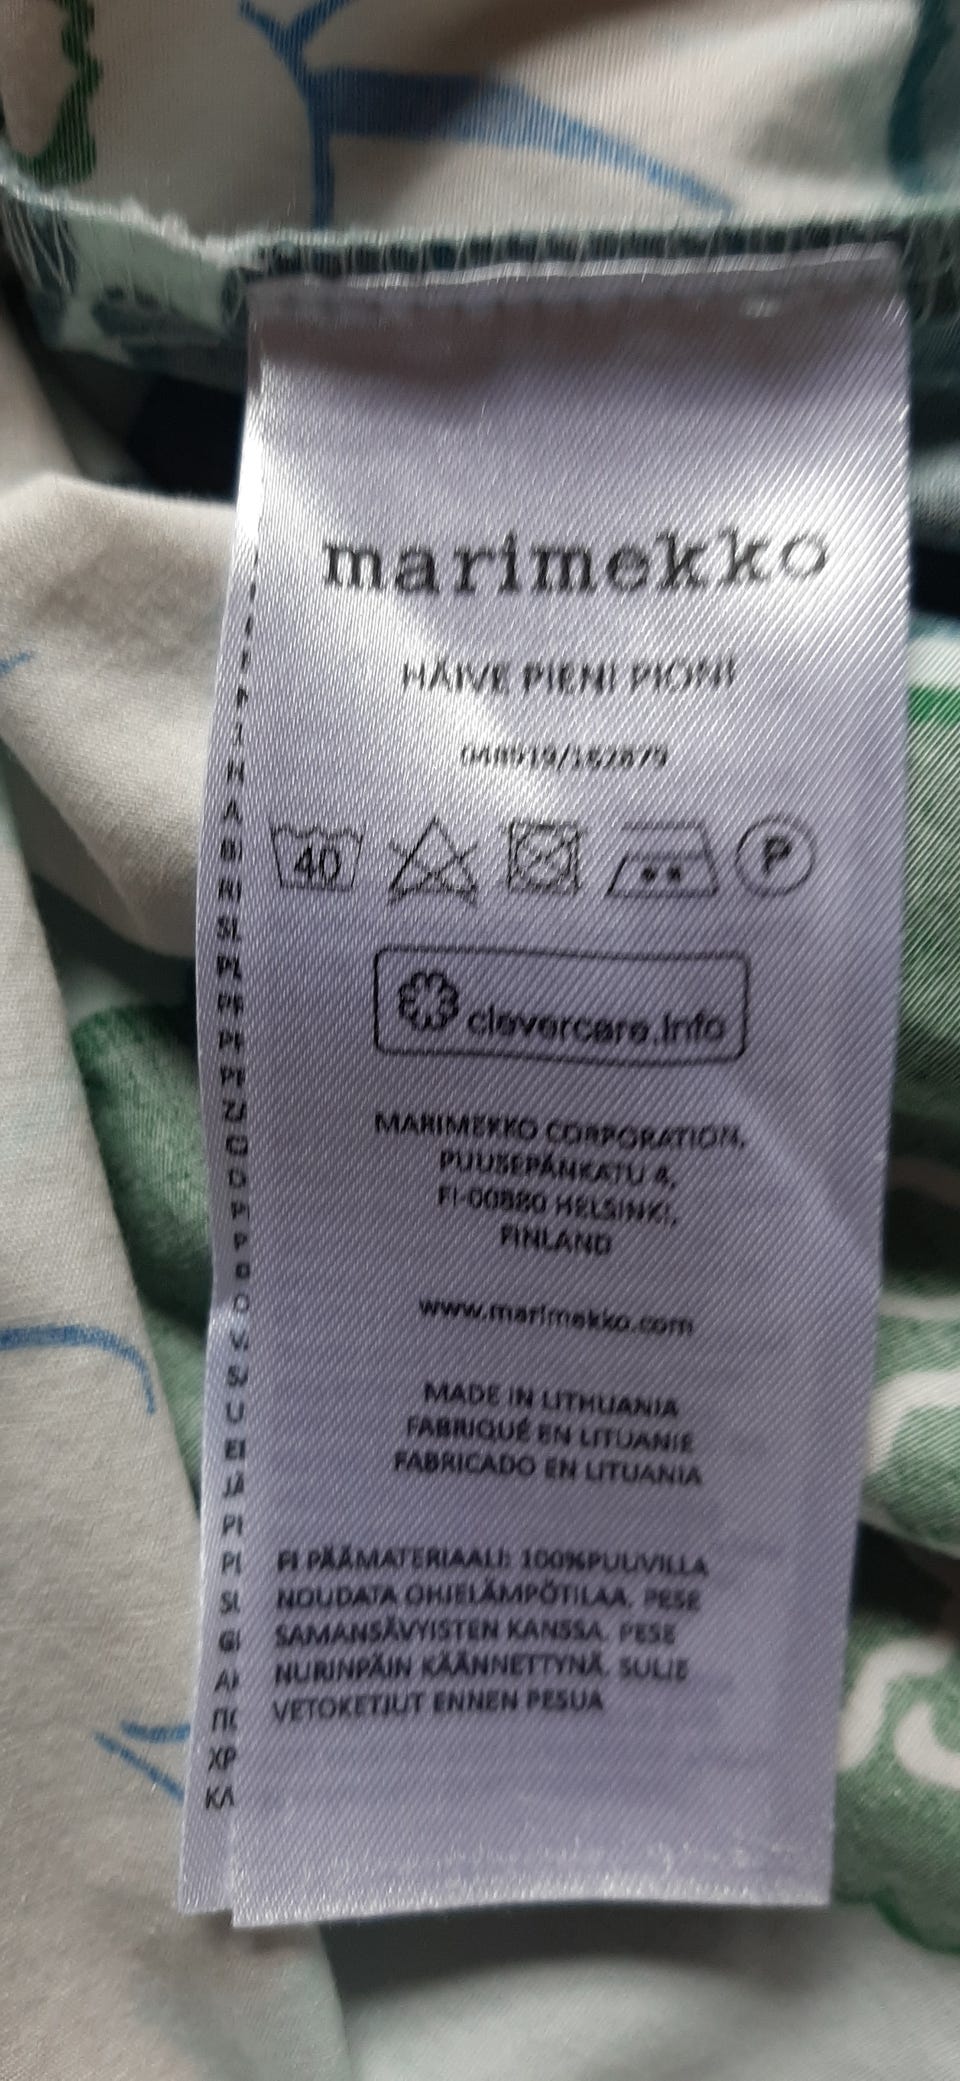 marimekko
HÄIVE PIENI PIONI
048919/162879
40
P
clevercare.info
MARIMEKKO CORPORATION,
PUUSEPÄNKATU 4,
FI-00880 HELSINKI,
FINLAND
www.marimekko.com
MADE IN LITHUANIA
FABRIQUÉ EN LITUANIE
FABRICADO EN LITUANIA
FI PÄÄMATERIAALI: 100%PUUVILLA
NOUDATA OHJELÄMPÖTILAA. PESE
SAMANSÄVYISTEN KANSSA. PESE
NURINPÄIN KÄÄNNETTYNÄ. SULJE
VETOKETJUT ENNEN PESUA